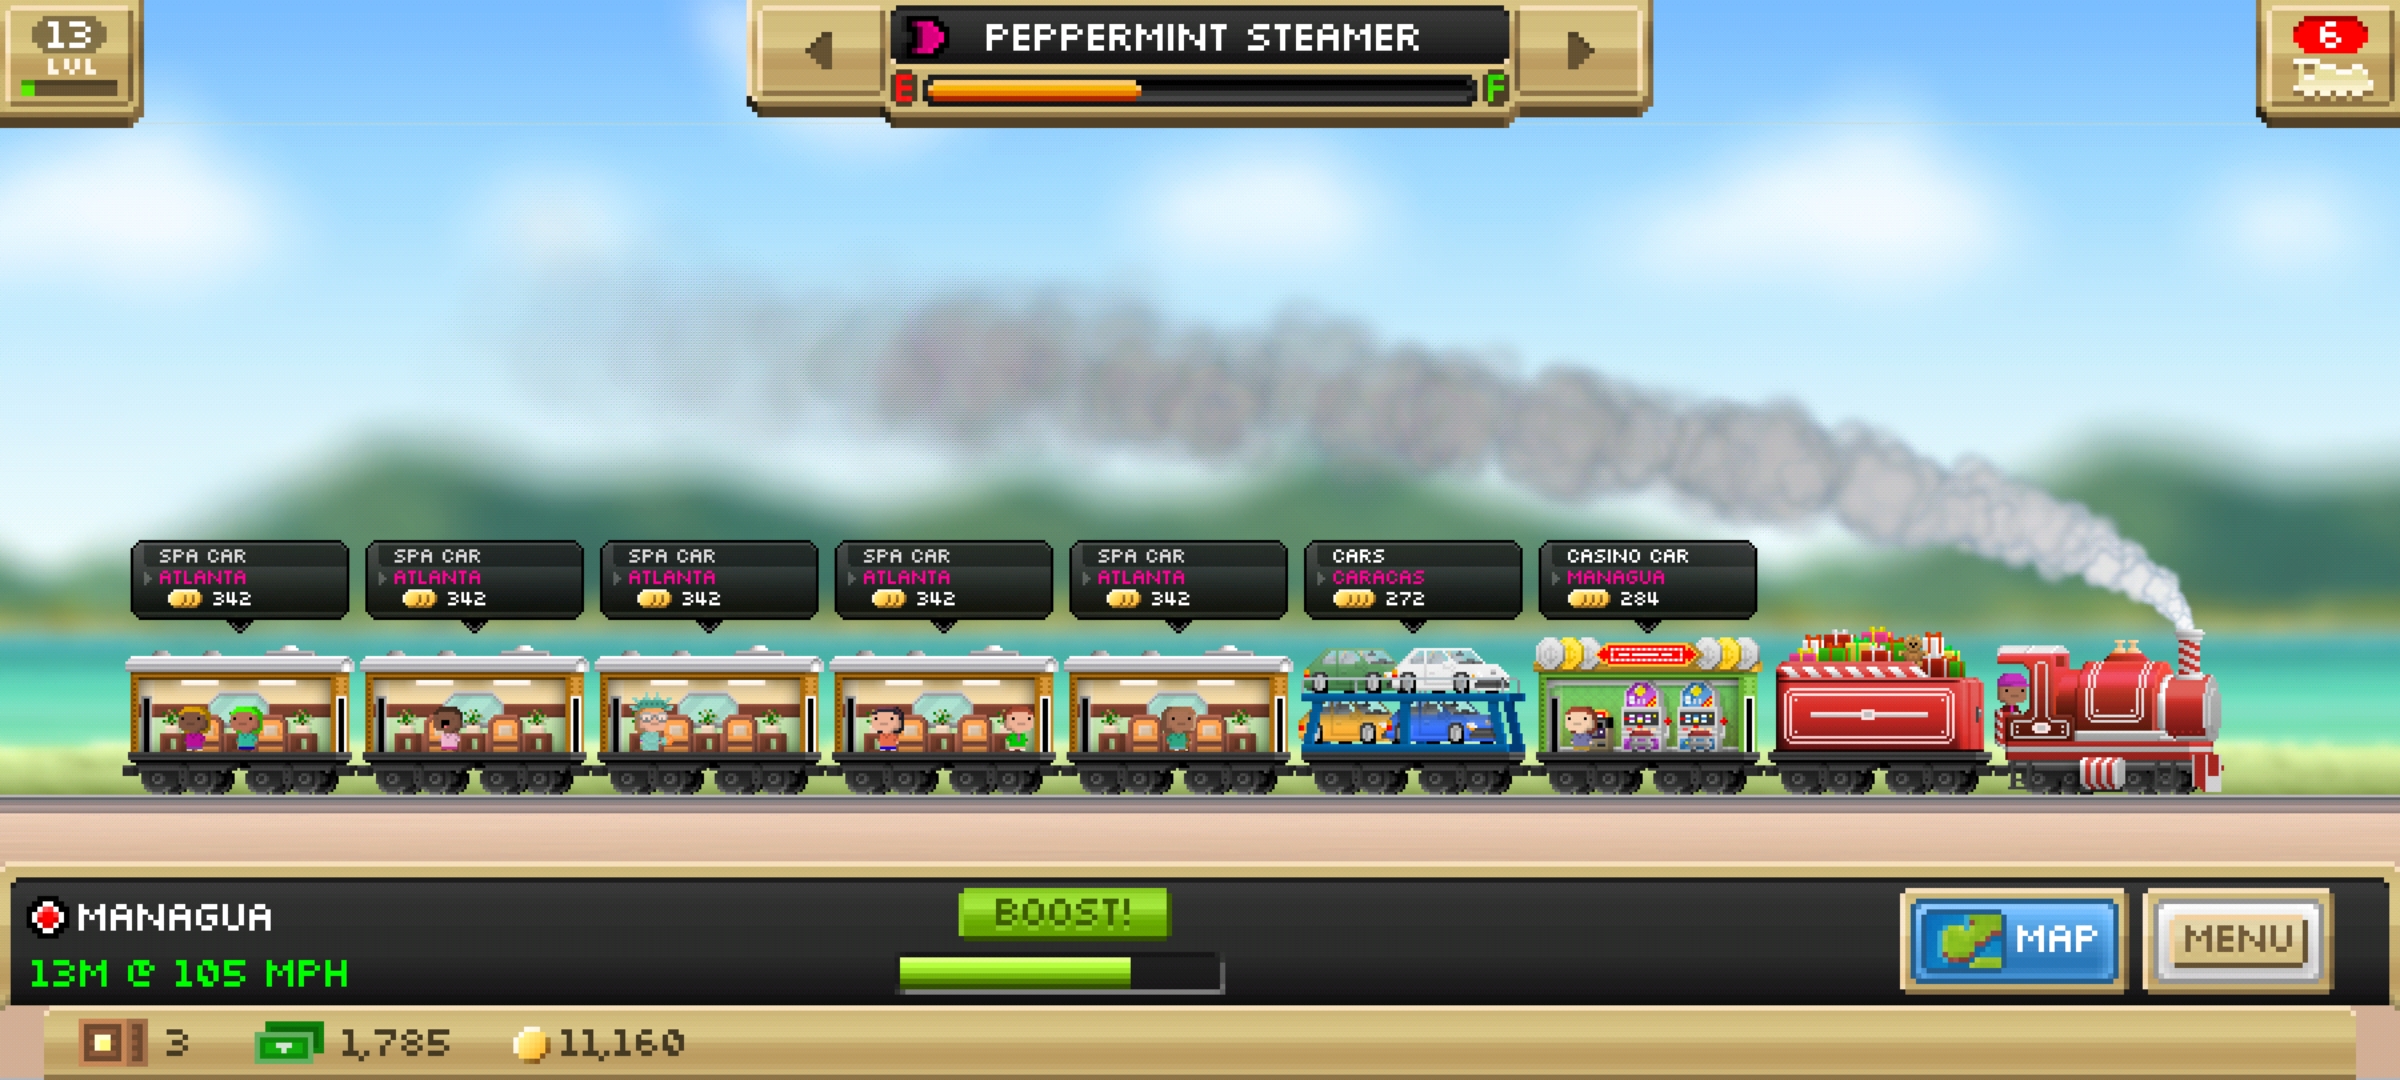 13
LVL
PEPPERMINT STEAMER
E
F
6
SPA CAR
ATLANTA
342
SPA CAR
ATLANTA
342
SPA CAR
ATLANTA
342
SPA CAR
ATLANTA
342
SPA CAR
ATLANTA
342
CARS
CARACAS
272
CASINO CAR
MANAGUA
284
MANAGUA
13M @ 105 MPH
BOOST!
MAP
MENU
3
1,785
11,160